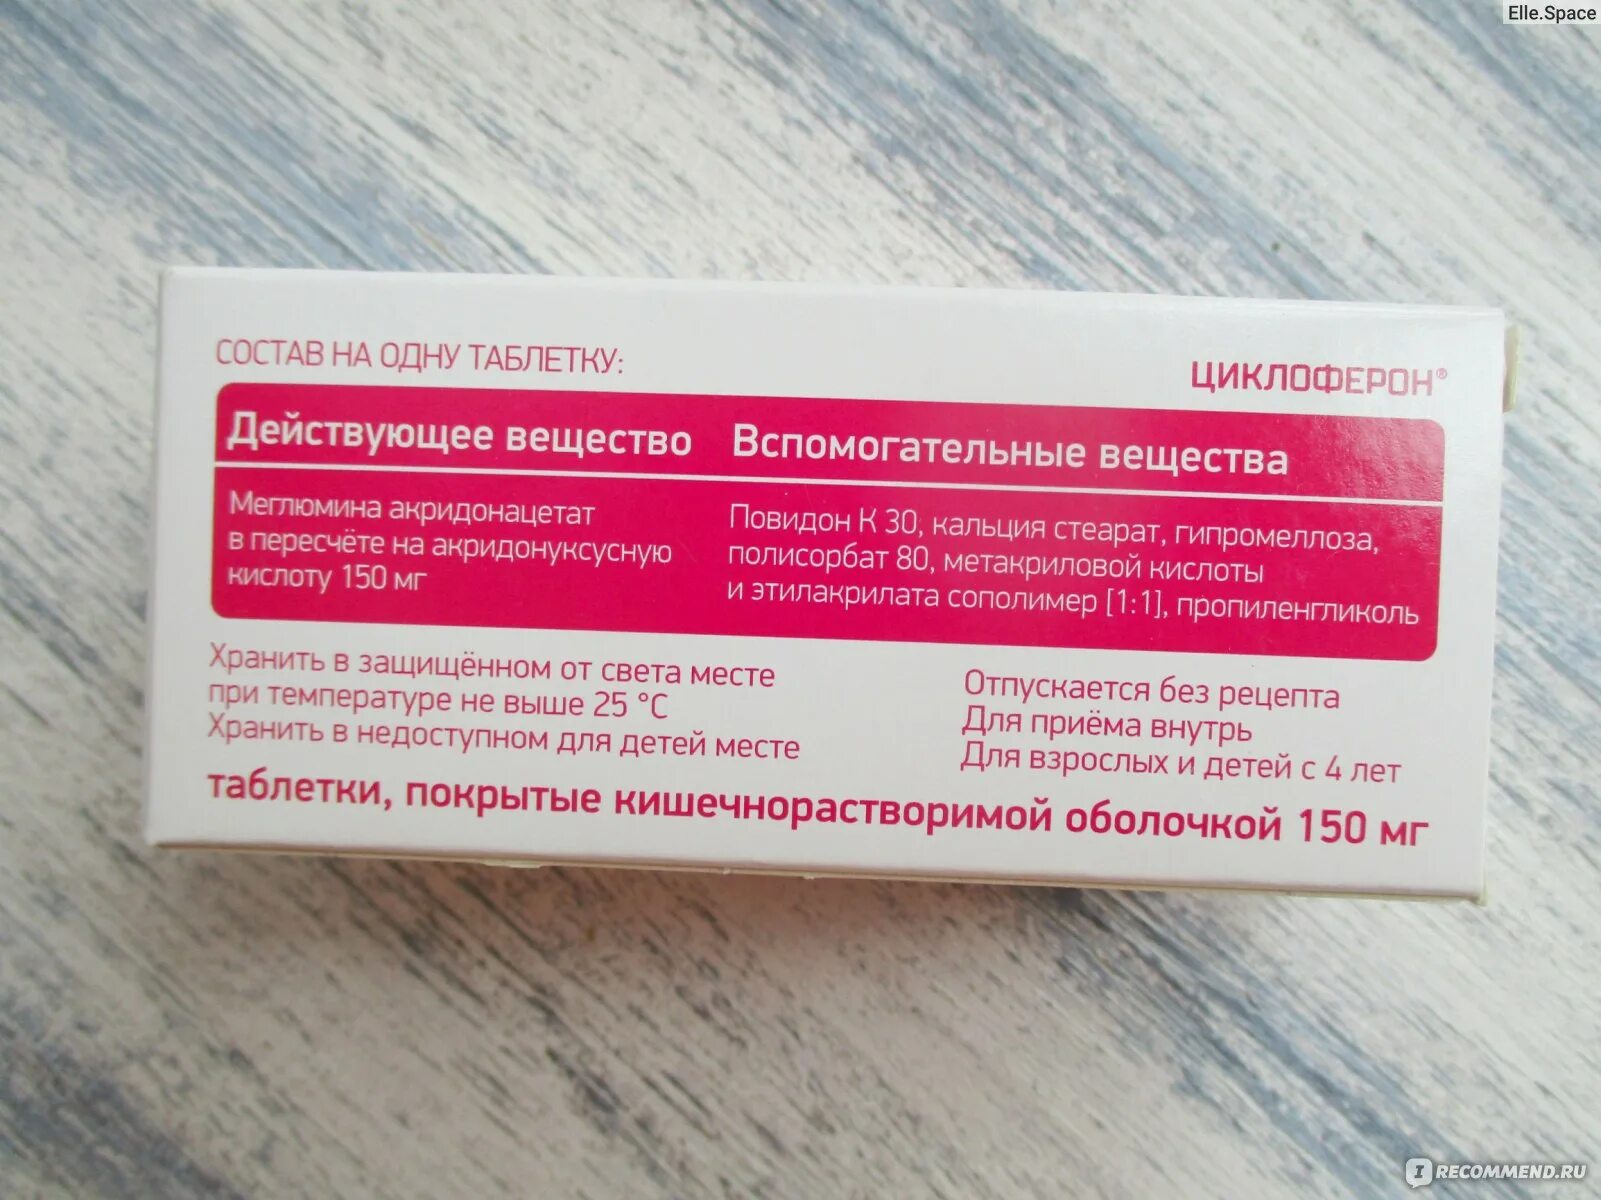 Elle.Space
СОСТАВ НА ОДНУ ТАБЛЕТКУ:
ЦИКЛОФЕРОН®
Действующее вещество
Меглюмина акридонацетат
в пересчёте на акридонуксусную
кислоту 150 мг
Вспомогательные вещества
Повидон К 30, кальция стеарат, гипромеллоза,
полисорбат 80, метакриловой кислоты
и этилакрилата сополимер [1:1], пропиленгликоль
Хранить в защищённом от света месте
при температуре не выше 25 °С
Хранить в недоступном для детей месте
Отпускается без рецепта
Для приёма внутрь
Для взрослых и детей с 4 лет
таблетки, покрытые кишечнорастворимой оболочкой 150 мг
IRECOMMEND.RU